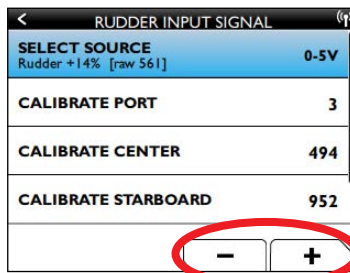 < RUDDER INPUT SIGNAL
SELECT SOURCE 0-5V
Rudder +14% [raw 561]
CALIBRATE PORT 3
CALIBRATE CENTER 494
CALIBRATE STARBOARD 952
− +